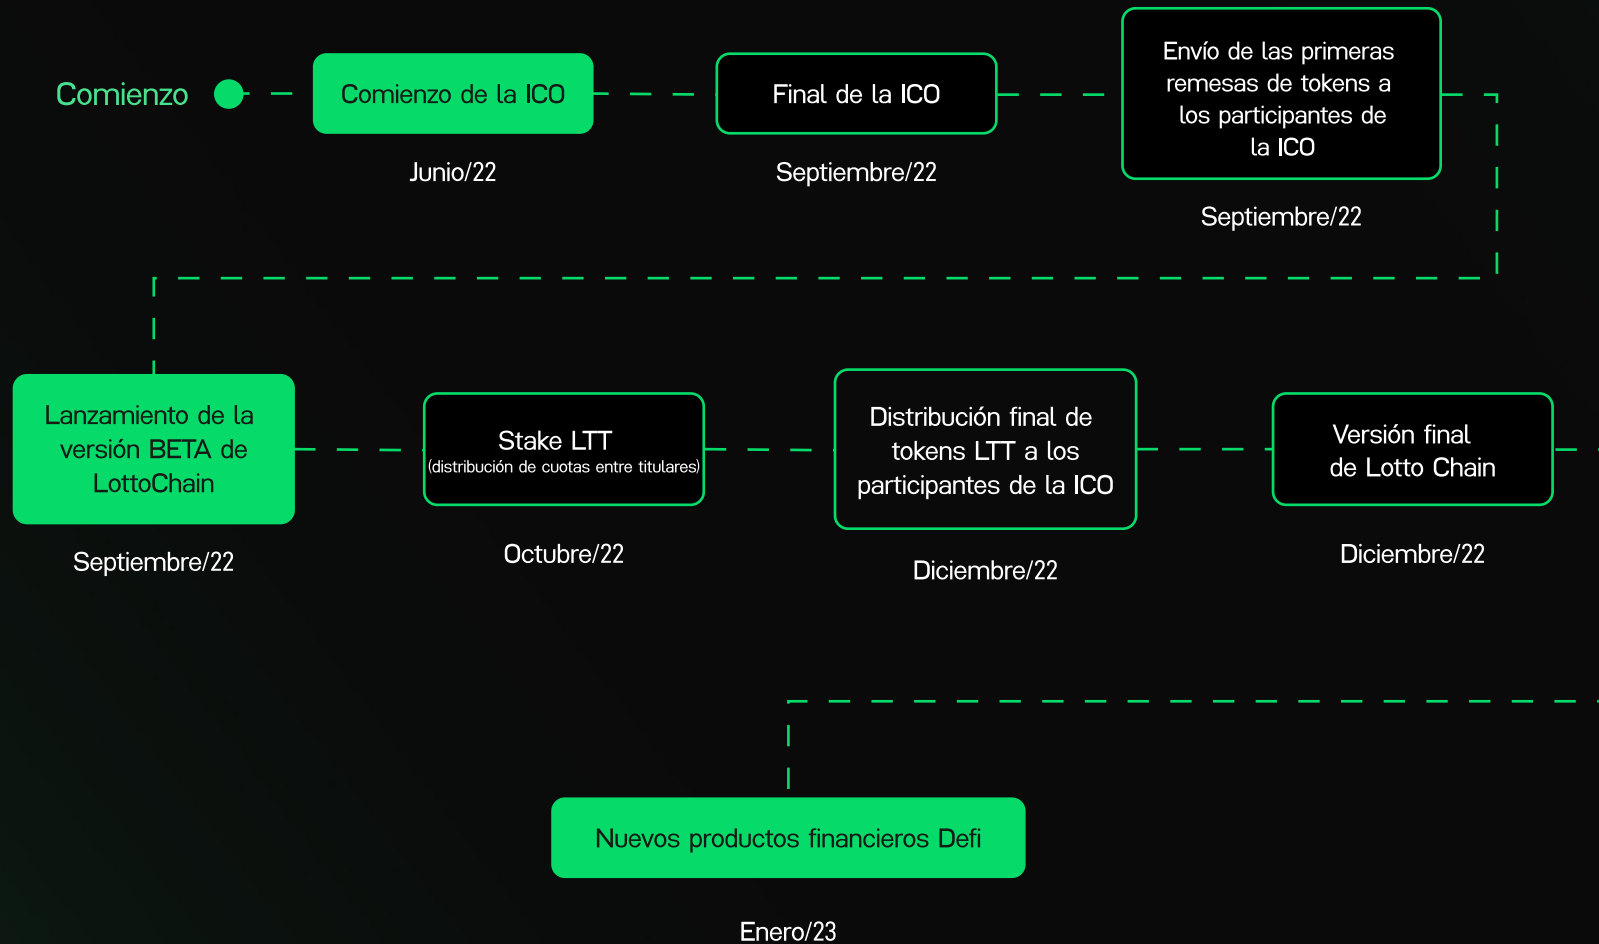 Comienzo
Comienzo de la ICO
Junio/22
Final de la ICO
Septiembre/22
Envío de las primeras
remesas de tokens a
los participantes de
la ICO
Septiembre/22
Lanzamiento de la
versión BETA de
LottoChain
Septiembre/22
Stake LTT
(distribución de cuotas entre titulares)
Octubre/22
Distribución final de
tokens LTT a los
participantes de la ICO
Diciembre/22
Versión final
de Lotto Chain
Diciembre/22
Nuevos productos financieros Defi
Enero/23